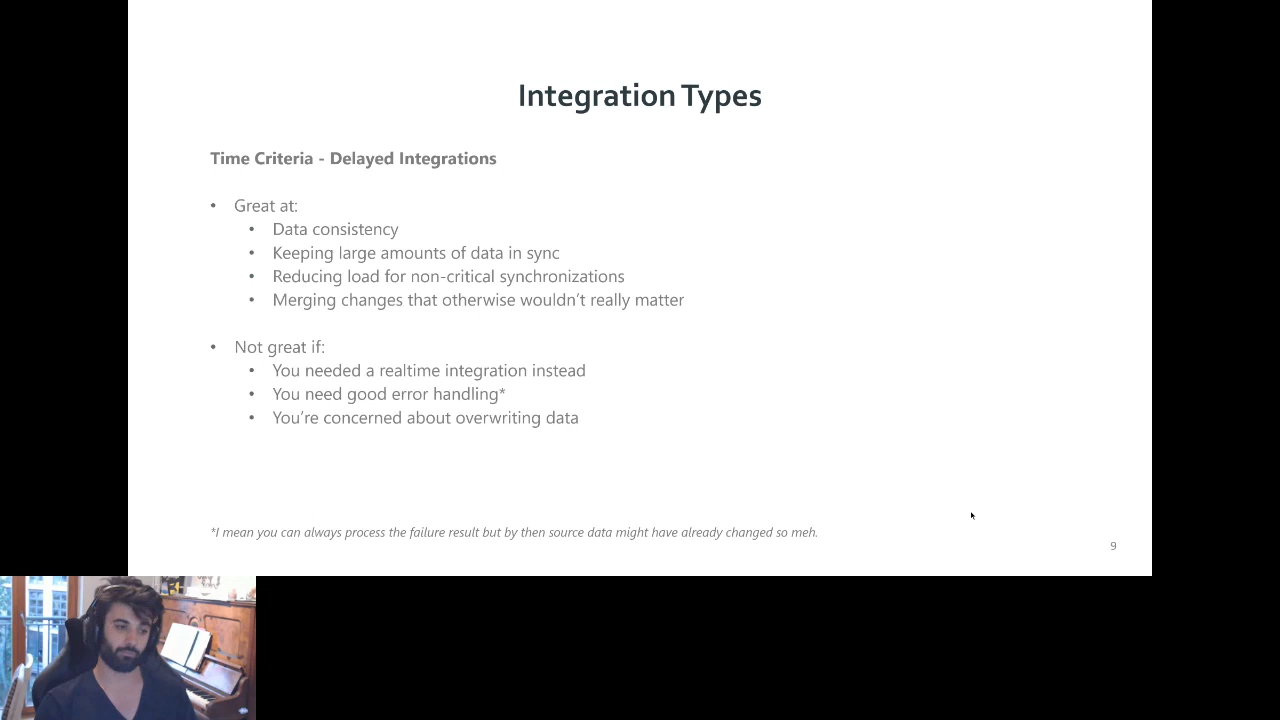 Integration Types
Time Criteria - Delayed Integrations
• Great at:
• Data consistency
• Keeping large amounts of data in sync
• Reducing load for non-critical synchronizations
• Merging changes that otherwise wouldn't really matter
• Not great if:
• You needed a realtime integration instead
• You need good error handling*
• You're concerned about overwriting data
*I mean you can always process the failure result but by then source data might have already changed so meh.
9